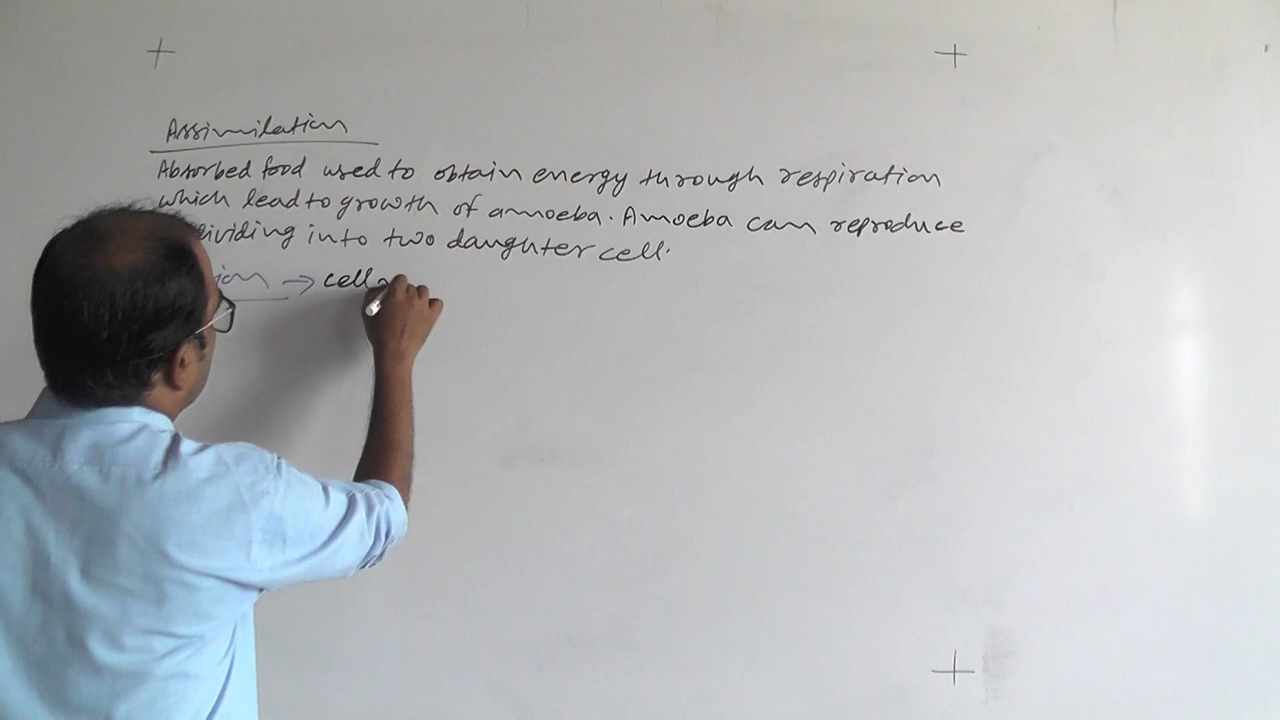 Assimilation
Absorbed food used to obtain energy through respiration
which lead to growth of amoeba. Amoeba can reproduce
dividing into two daughter cell.
→ cell